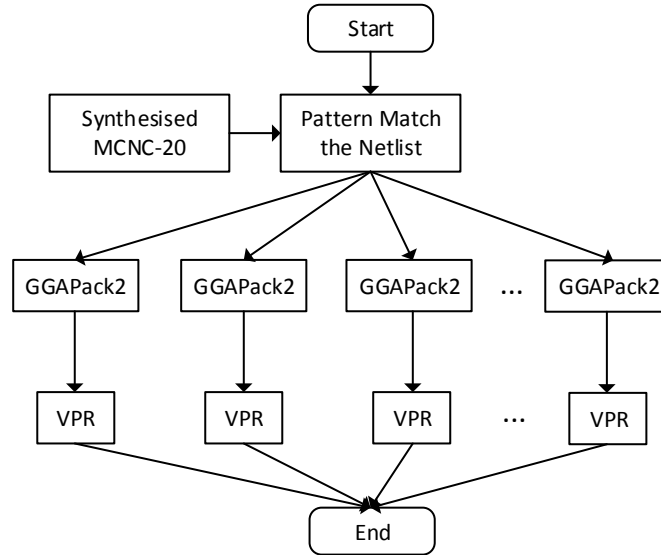 Start
Synthesised
MCNC-20
Pattern Match
the Netlist
GGAPack2
GGAPack2
GGAPack2
...
GGAPack2
VPR
VPR
VPR
...
VPR
End